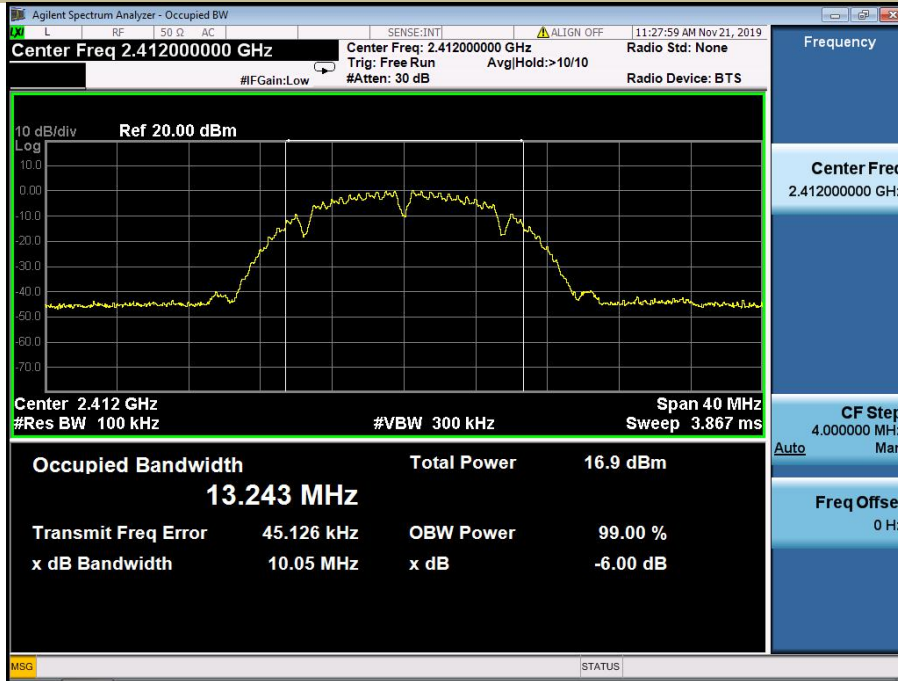 Agilent Spectrum Analyzer - Occupied BW
LXI L RF 50 Ω AC SENSE:INT ALIGN OFF 11:27:59 AM Nov 21, 2019
Center Freq 2.412000000 GHz
Center Freq: 2.412000000 GHz
Radio Std: None
Trig: Free Run Avg|Hold:>10/10
#IFGain:Low
#Atten: 30 dB
Radio Device: BTS
Frequency
10 dB/div Ref 20.00 dBm
Log
10.0
0.00
-10.0
-20.0
-30.0
-40.0
-50.0
-60.0
-70.0
Center 2.412 GHz Span 40 MHz
#Res BW 100 kHz #VBW 300 kHz Sweep 3.867 ms
Occupied Bandwidth Total Power 16.9 dBm
13.243 MHz
Transmit Freq Error 45.126 kHz OBW Power 99.00 %
x dB Bandwidth 10.05 MHz x dB -6.00 dB
Center Freq
2.412000000 GHz
CF Step
4.000000 MHz
Auto Man
Freq Offset
0 Hz
MSG STATUS